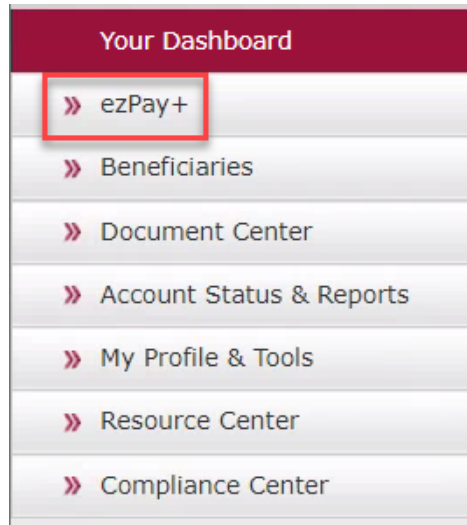 Your Dashboard
» ezPay+
» Beneficiaries
» Document Center
» Account Status & Reports
» My Profile & Tools
» Resource Center
» Compliance Center